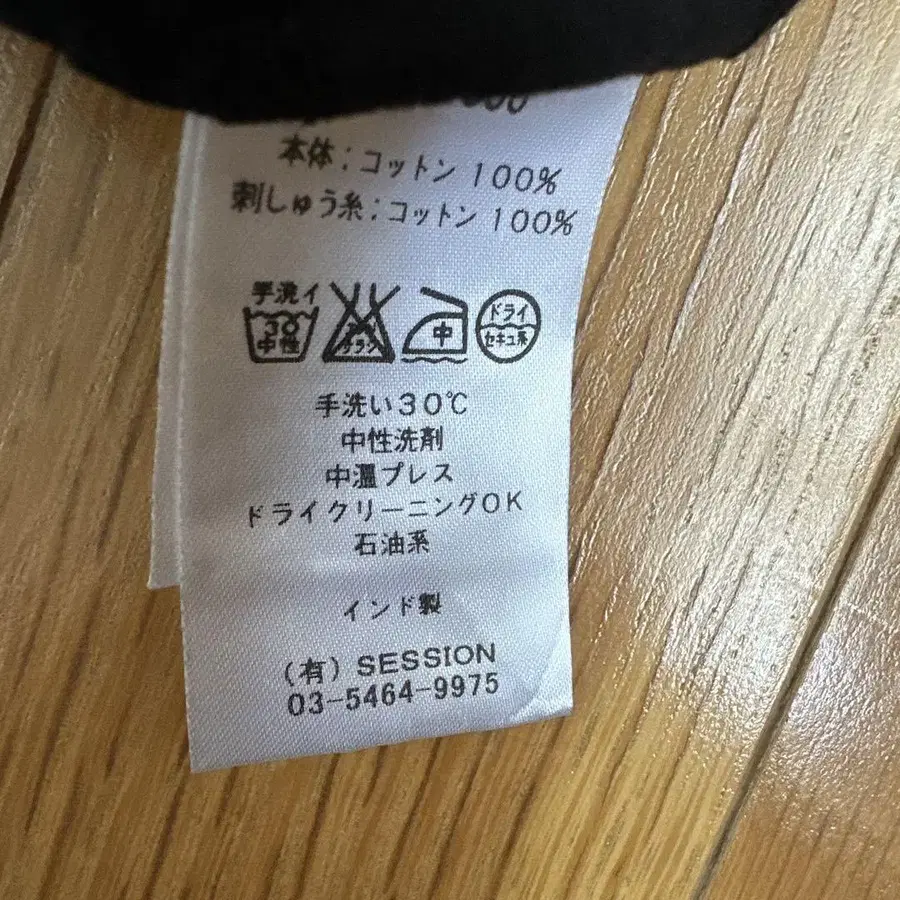 本体：コットン 100%
刺しゅう糸：コットン 100%
手洗イ
30
中性
中
ドライ
セキユ系
手洗い30℃
中性洗剤
中温プレス
ドライクリーニングOK
石油系
インド製
（有）SESSION
03-5464-9975